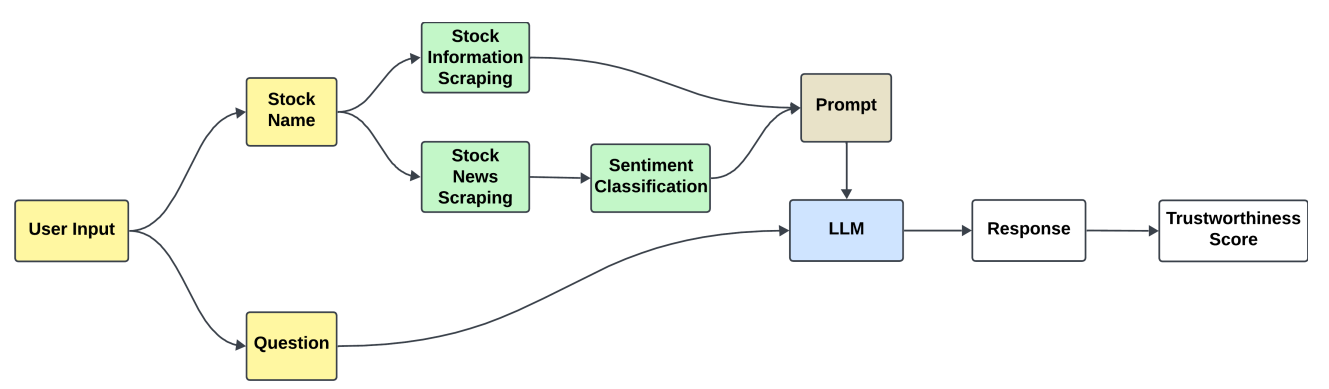 Stock
Information
Scraping
Stock
Name
Prompt
Stock
News
Scraping
Sentiment
Classification
User Input
LLM
Response
Trustworthiness
Score
Question